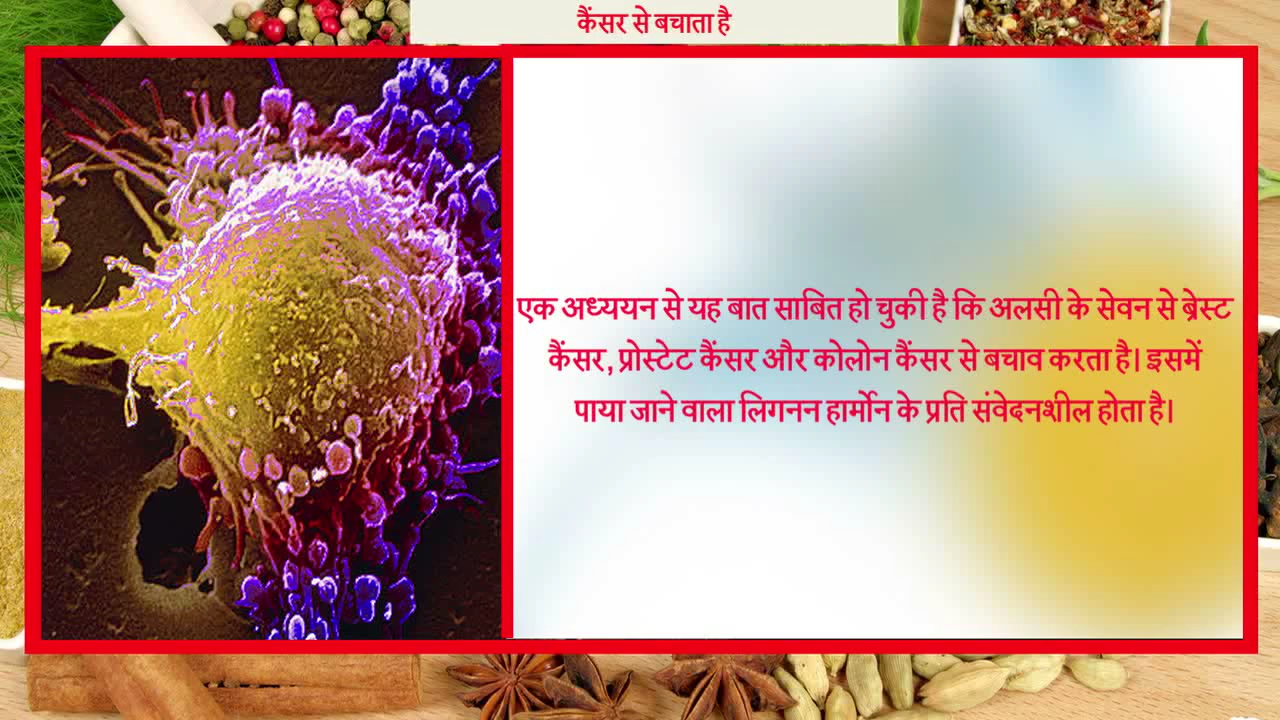 कैंसर से बचाता है
एक अध्ययन से यह बात साबित हो चुकी है कि अलसी के सेवन से ब्रेस्ट
कैंसर, प्रोस्टेट कैंसर और कोलोन कैंसर से बचाव करता है। इसमें
पाया जाने वाला लिगनन हार्मोन के प्रति संवेदनशील होता है।